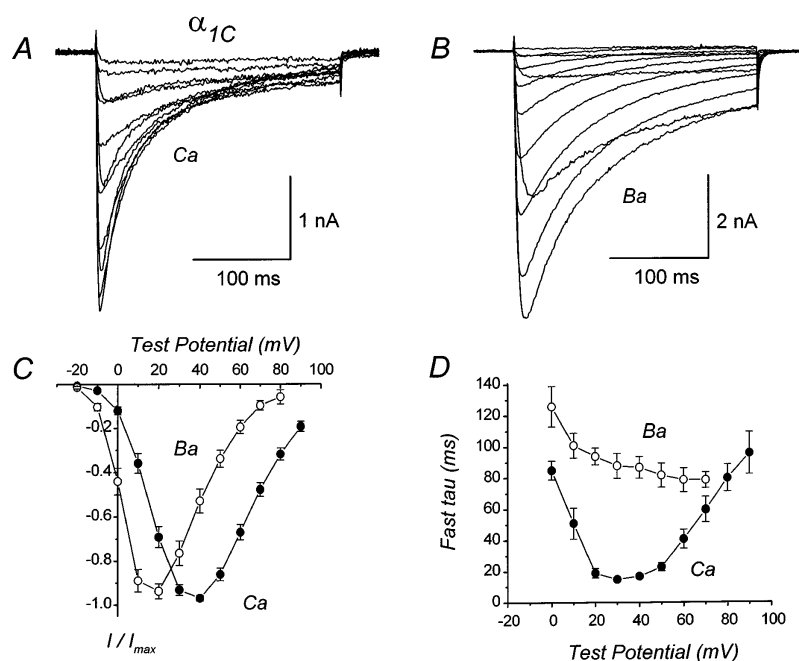 A
α1C
B
Ca
1 nA
100 ms
Ba
2 nA
100 ms
C
Test Potential (mV)
-20 0 20 40 60 80 100
-0.2
-0.4
-0.6
-0.8
-1.0
Ba
Ca
I / Imax
D
Fast tau (ms)
140
120
100
80
60
40
20
0
Ba
Ca
-20 0 20 40 60 80 100
Test Potential (mV)